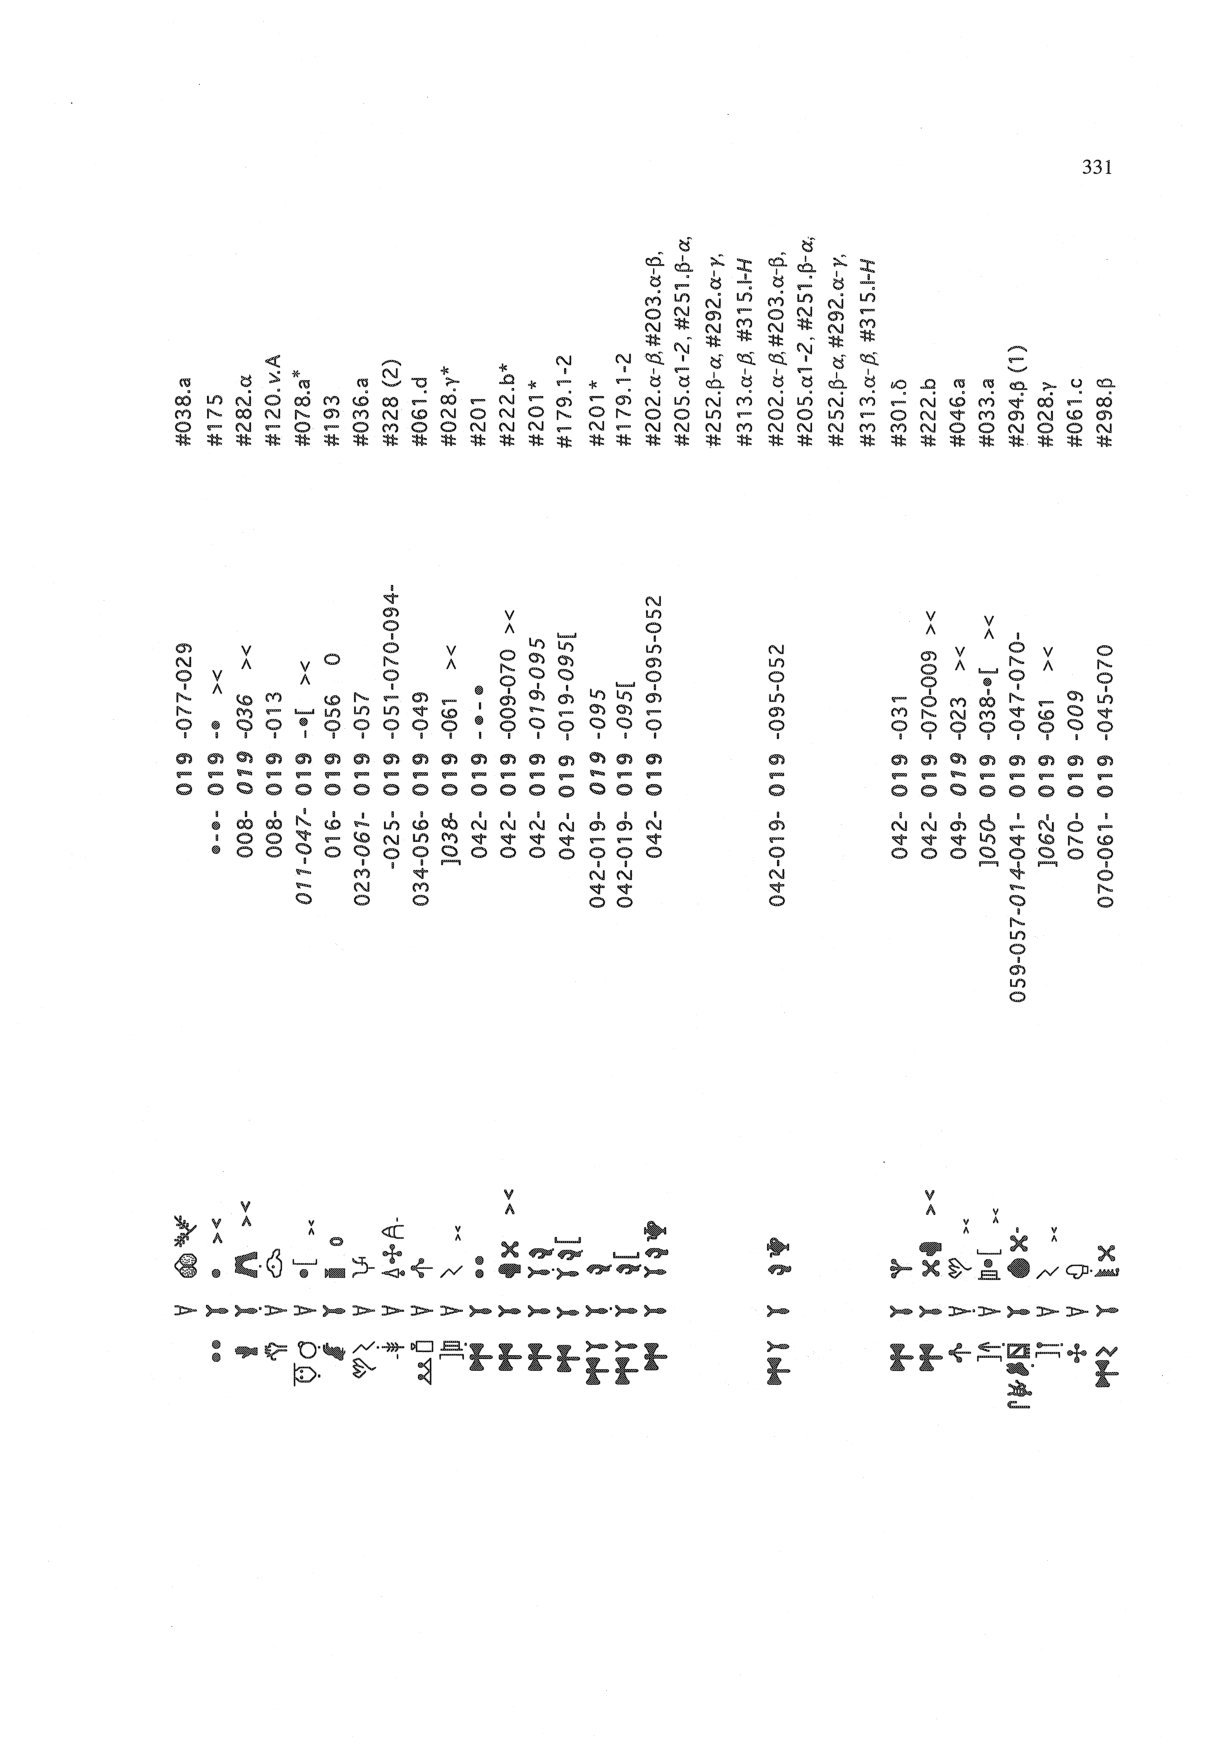 331
019 -077-029 #038.a
•-•- 019 -• >< #175
008- 019 -036 >< #282.α
008- 019 -013 #120.v.A
011-047- 019 -•[ >< #078.a*
016- 019 -056 O #193
023-061- 019 -057 #036.a
-025- 019 -051-070-094- #328 (2)
034-056- 019 -049 #061.d
]038- 019 -061 >< #028.γ*
042- 019 -•-• #201
042- 019 -009-070 >< #222.b*
042- 019 -019-095 #201*
042- 019 -019-095[ #179.1-2
042-019- 019 -095 #201*
042-019- 019 -095[ #179.1-2
042- 019 -019-095-052 #202.α-β, #203.α-β,
#205.α1-2, #251.β-α,
#252.β-α, #292.α-γ,
#313.α-β, #315.I-H
042-019- 019 -095-052 #202.α-β, #203.α-β,
#205.α1-2, #251.β-α,
#252.β-α, #292.α-γ,
#313.α-β, #315.I-H
042- 019 -031 #301.δ
042- 019 -070-009 >< #222.b
049- 019 -023 >< #046.a
]050- 019 -038-•[ >< #033.a
059-057-014-041- 019 -047-070- #294.β (1)
]062- 019 -061 >< #028.γ
070- 019 -009 #061.c
070-061- 019 -045-070 #298.β